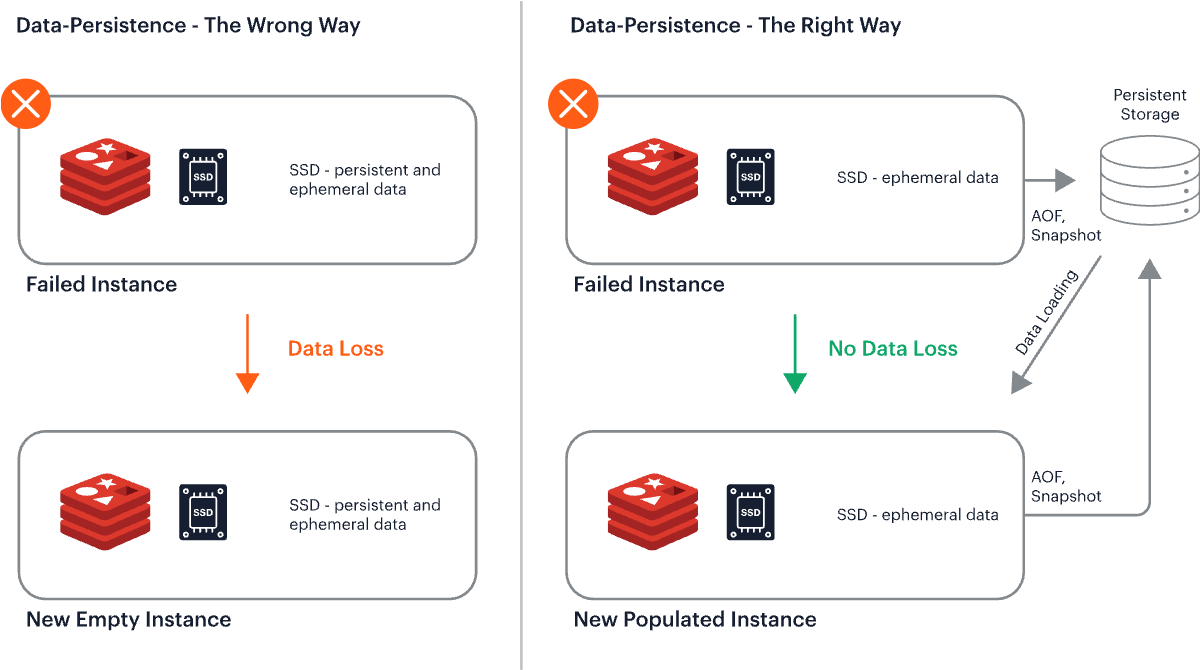 Data-Persistence - The Wrong Way
SSD
SSD - persistent and
ephemeral data
Failed Instance
Data Loss
SSD
SSD - persistent and
ephemeral data
New Empty Instance
Data-Persistence - The Right Way
Persistent
Storage
SSD
SSD - ephemeral data
AOF,
Snapshot
Failed Instance
Data Loading
No Data Loss
SSD
SSD - ephemeral data
AOF,
Snapshot
New Populated Instance